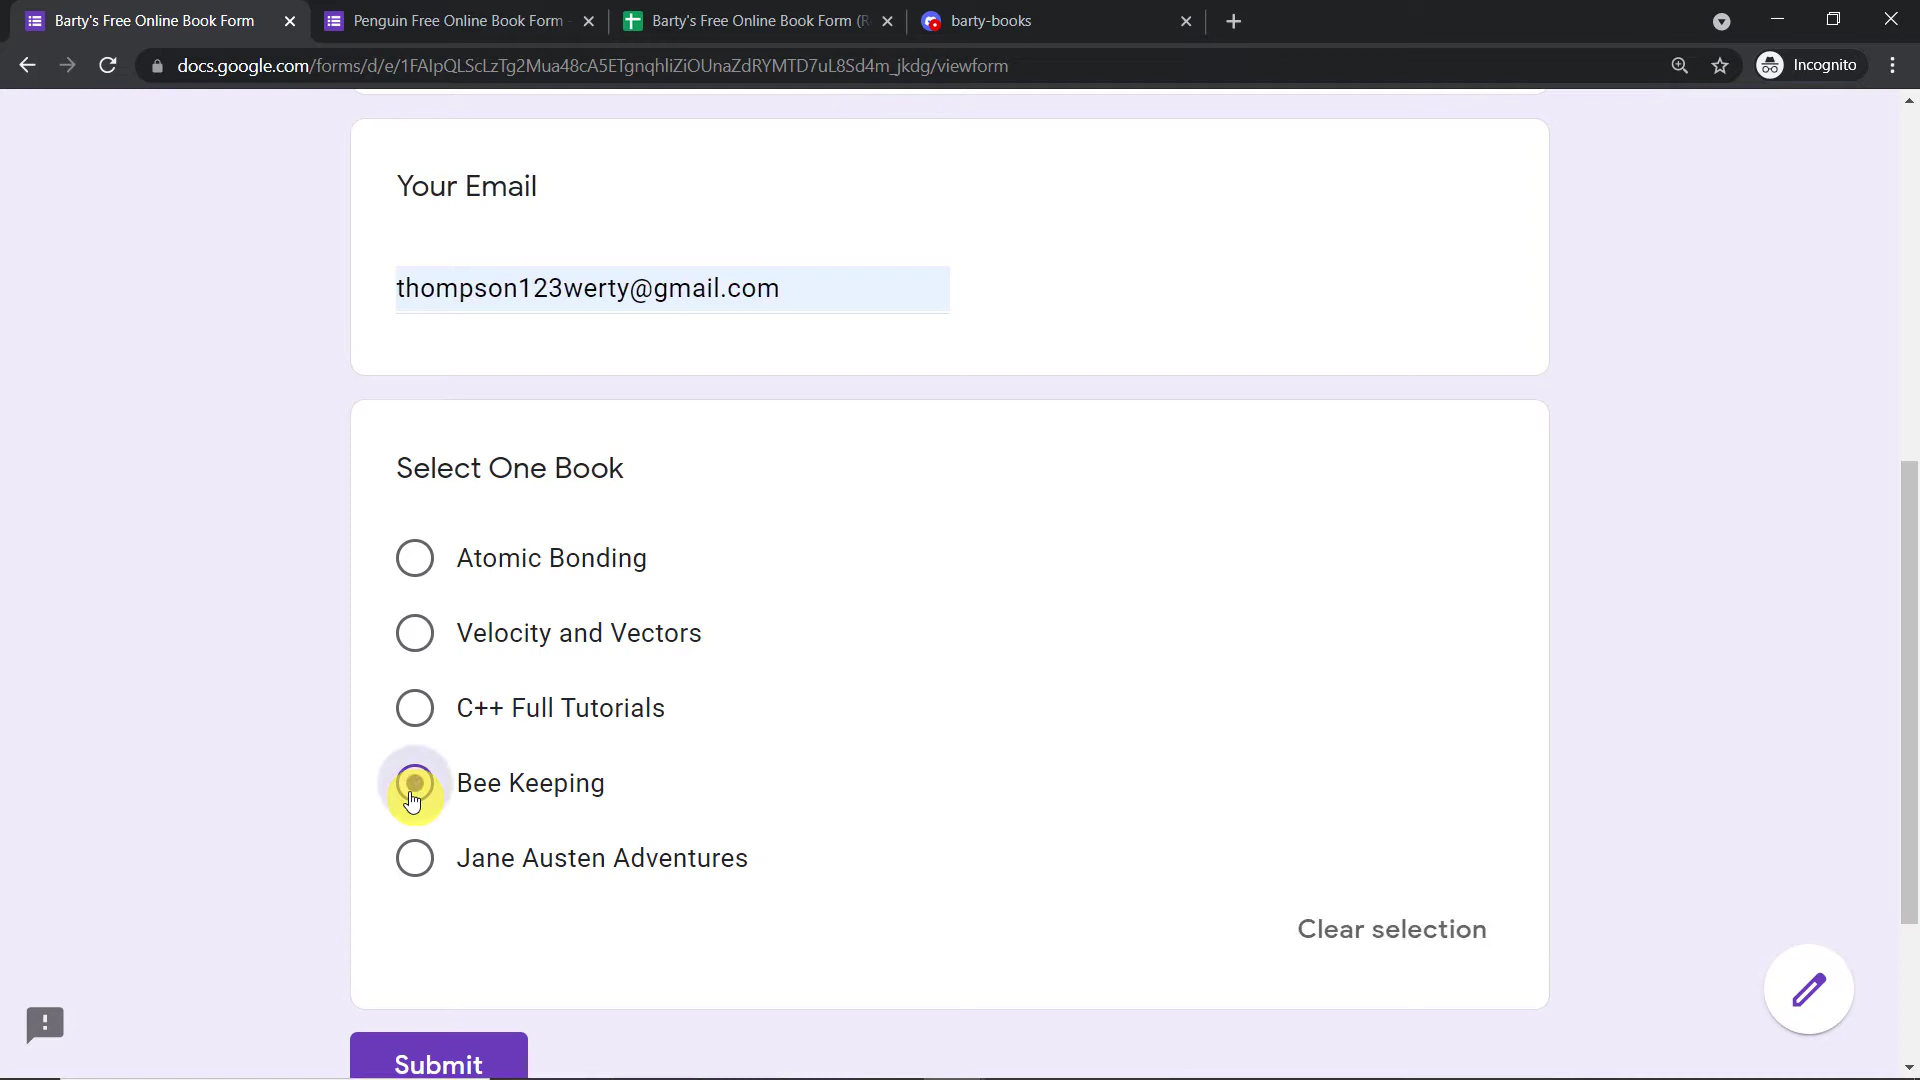 Barty's Free Online Book Form
Penguin Free Online Book Form
Barty's Free Online Book Form (Re
barty-books
docs.google.com/forms/d/e/1FAIpQLScLzTg2Mua48cA5ETgnqhliZiOUnaZdRYMTD7uL8Sd4m_jkdg/viewform
Incognito
Your Email
thompson123werty@gmail.com
Select One Book
Atomic Bonding
Velocity and Vectors
C++ Full Tutorials
Bee Keeping
Jane Austen Adventures
Clear selection
Submit